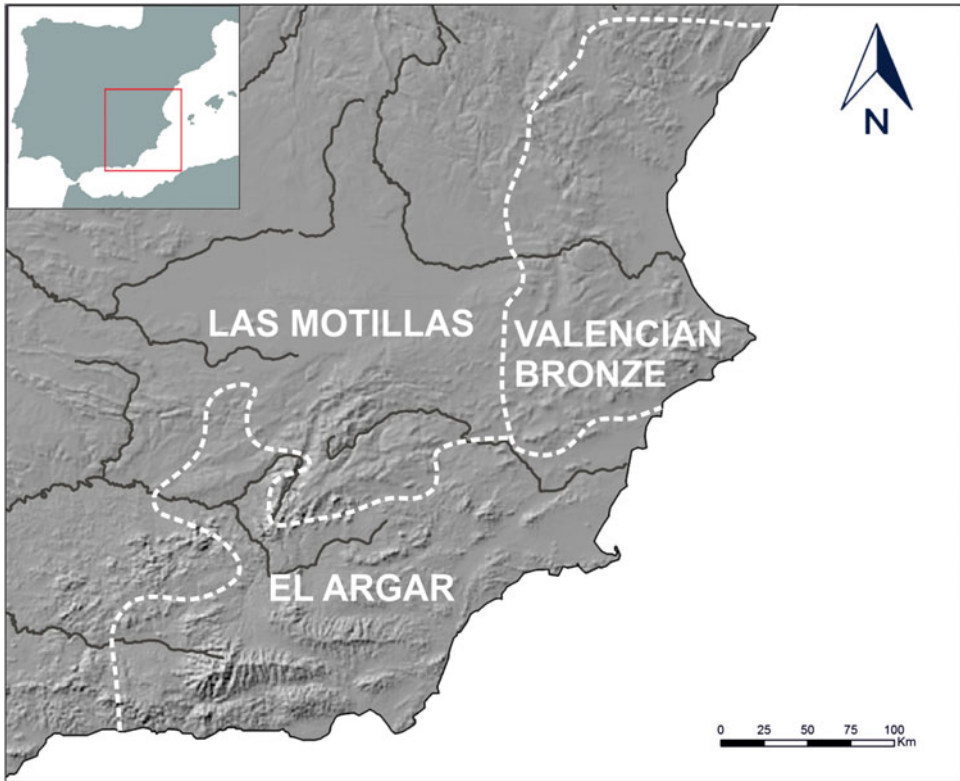 N
LAS MOTILLAS
VALENCIAN
BRONZE
EL ARGAR
0 25 50 75 100
Km